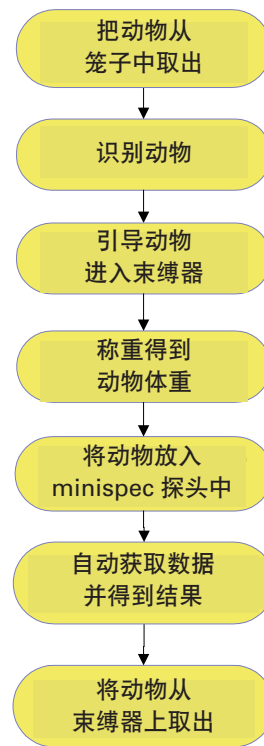 把动物从
笼子中取出
识别动物
引导动物
进入束缚器
称重得到
动物体重
将动物放入
minispec 探头中
自动获取数据
并得到结果
将动物从
束缚器上取出